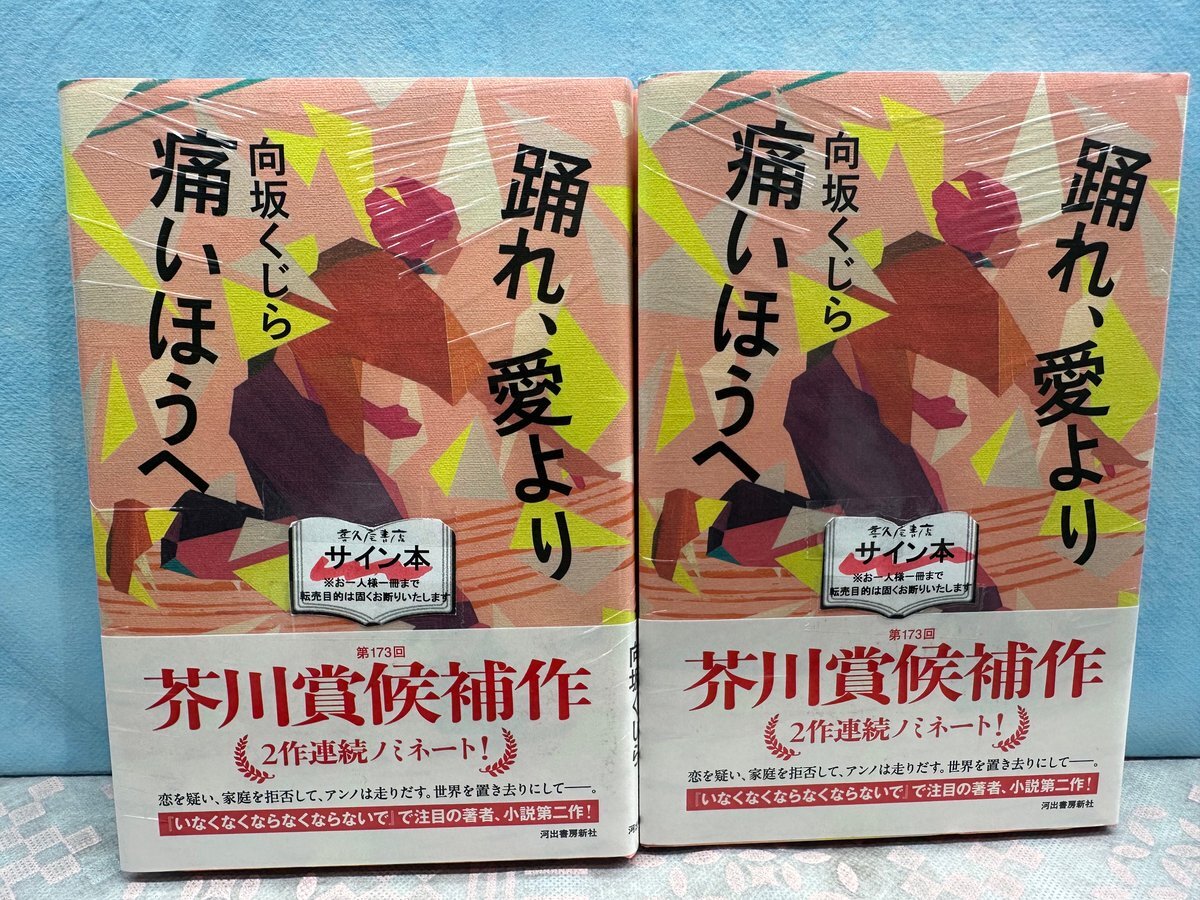 踊れ、愛より
痛いほうへ
向坂くじら
喜久屋書店
サイン本
※お一人様一冊まで
転売目的は固くお断りいたします
第173回
芥川賞候補作
2作連続ノミネート!
恋を疑い、家庭を拒否して、アンノは走りだす。世界を置き去りにして――。
『いなくなくならなくならないで』で注目の著者、小説第二作!
河出書房新社
向坂くじら
踊れ、愛より
痛いほうへ
向坂くじら
喜久屋書店
サイン本
※お一人様一冊まで
転売目的は固くお断りいたします
第173回
芥川賞候補作
2作連続ノミネート!
恋を疑い、家庭を拒否して、アンノは走りだす。世界を置き去りにして――。
『いなくなくならなくならないで』で注目の著者、小説第二作!
河出書房新社